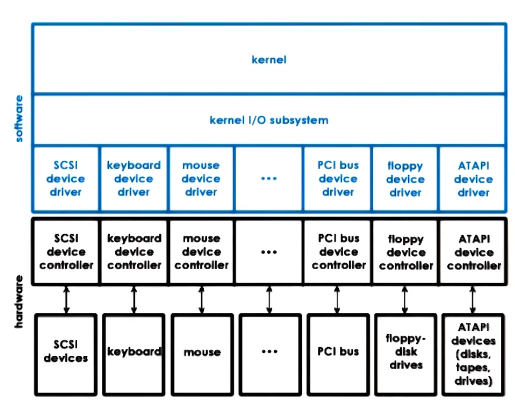 kernel
kernel I/O subsystem
software
SCSI keyboard mouse PCI bus floppy ATAPI
device device device ... device device device
driver driver driver driver driver driver
SCSI keyboard mouse PCI bus floppy ATAPI
device device device ... device device device
controller controller controller controller controller controller
hardware
SCSI
devices
keyboard
mouse
...
PCI bus
floppy-
disk
drives
ATAPI
devices
(disks,
tapes,
drives)